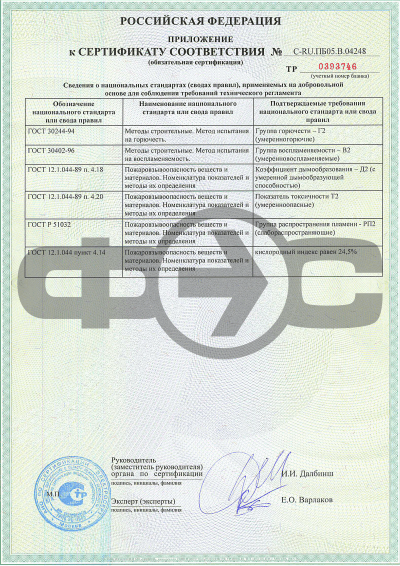 РОССИЙСКАЯ ФЕДЕРАЦИЯ
ПРИЛОЖЕНИЕ
к СЕРТИФИКАТУ СООТВЕТСТВИЯ № C-RU.ПБ05.В.04248
(обязательная сертификация)
ТР 0393746
(учетный номер бланка)
Сведения о национальных стандартах (сводах правил), применяемых на добровольной
основе для соблюдения требований технического регламента
Обозначение национального стандарта или свода правил
Наименование национального стандарта или свода правил
Подтверждаемые требования национального стандарта или свода правил
ГОСТ 30244-94
Методы строительные. Метод испытания
на горючесть.
Группа горючести – Г2
(умеренногорючие)
ГОСТ 30402-96
Методы строительные. Метод испытания
на воспламеняемость.
Группа воспламеняемости – В2
(умеренновоспламеняемые)
ГОСТ 12.1.044-89 п. 4.18
Пожаровзрывоопасность веществ и
материалов. Номенклатура показателей и
методы их определения
Коэффициент дымообразования – Д2 (с
умеренной дымообразующей
способностью)
ГОСТ 12.1.044-89 п. 4.20
Пожаровзрывоопасность веществ и
материалов. Номенклатура показателей и
методы их определения
Показатель токсичности Т2
(умеренноопасные)
ГОСТ Р 51032
Пожаровзрывоопасность веществ и
материалов. Номенклатура показателей и
методы их определения
Группа распространения пламени - РП2
(слабораспространяющие)
ГОСТ 12.1.044 пункт 4.14
Пожаровзрывоопасность веществ и
материалов. Номенклатура показателей и
методы их определения
кислородный индекс равен 24,5%
Руководитель
(заместитель руководителя)
органа по сертификации
подпись, инициалы, фамилия
И.И. Далбинш
М.П.
Эксперт (эксперты)
подпись, инициалы, фамилия
Е.О. Варлаков